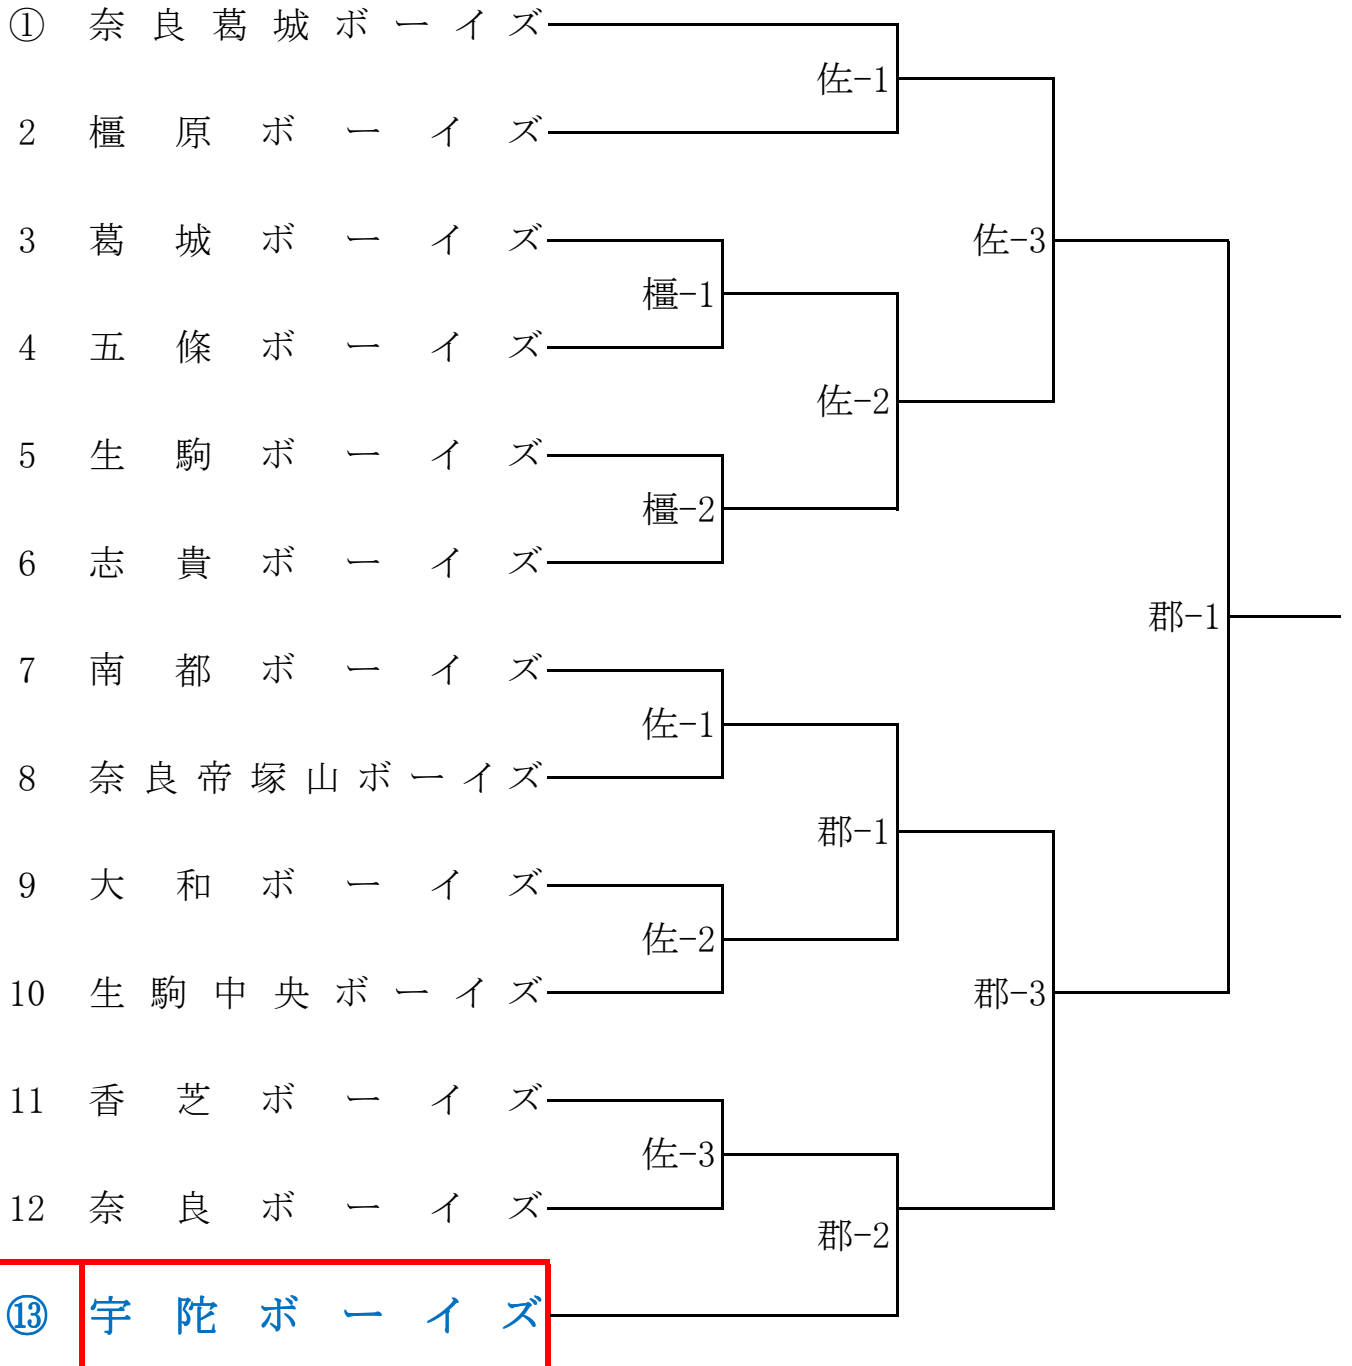 ① 奈良葛城ボーイズ
佐-1
2 橿原ボーイズ
3 葛城ボーイズ
佐-3
橿-1
4 五條ボーイズ
佐-2
5 生駒ボーイズ
橿-2
6 志貴ボーイズ
郡-1
7 南都ボーイズ
佐-1
8 奈良帝塚山ボーイズ
郡-1
9 大和ボーイズ
佐-2
10 生駒中央ボーイズ
郡-3
11 香芝ボーイズ
佐-3
12 奈良ボーイズ
郡-2
⑬ 宇陀ボーイズ